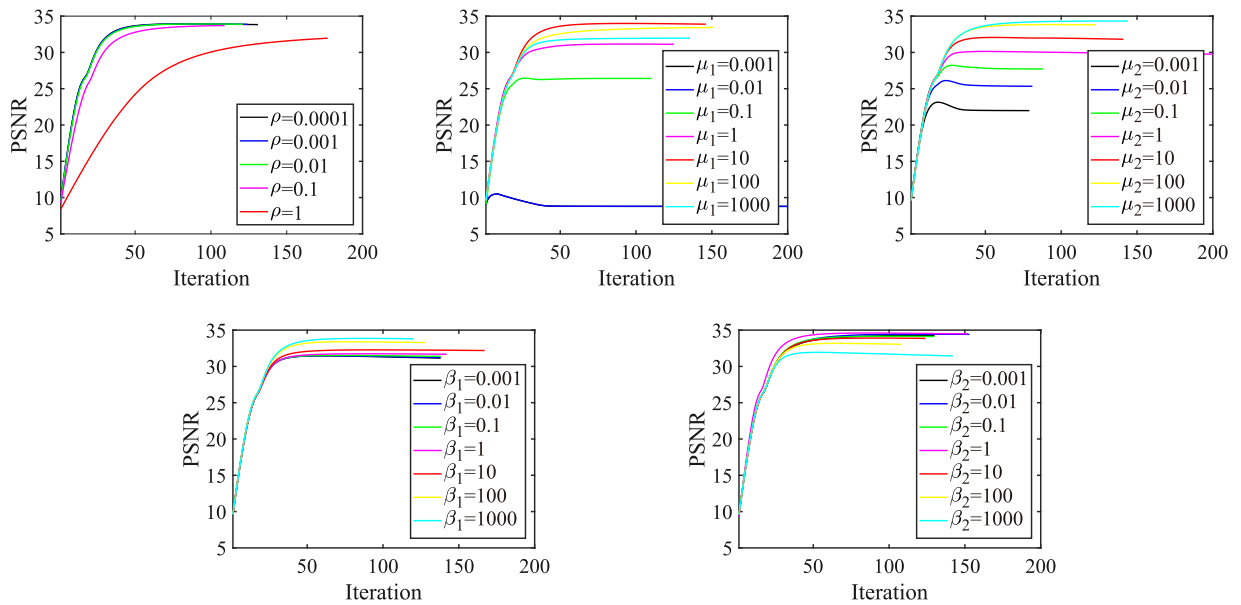 PSNR
35
30
25
20
15
10
5
50
100
150
200
Iteration
ρ=0.0001
ρ=0.001
ρ=0.01
ρ=0.1
ρ=1
PSNR
35
30
25
20
15
10
5
50
100
150
200
Iteration
μ1=0.001
μ1=0.01
μ1=0.1
μ1=1
μ1=10
μ1=100
μ1=1000
PSNR
35
30
25
20
15
10
5
50
100
150
200
Iteration
μ2=0.001
μ2=0.01
μ2=0.1
μ2=1
μ2=10
μ2=100
μ2=1000
PSNR
35
30
25
20
15
10
5
50
100
150
200
Iteration
β1=0.001
β1=0.01
β1=0.1
β1=1
β1=10
β1=100
β1=1000
PSNR
35
30
25
20
15
10
5
50
100
150
200
Iteration
β2=0.001
β2=0.01
β2=0.1
β2=1
β2=10
β2=100
β2=1000